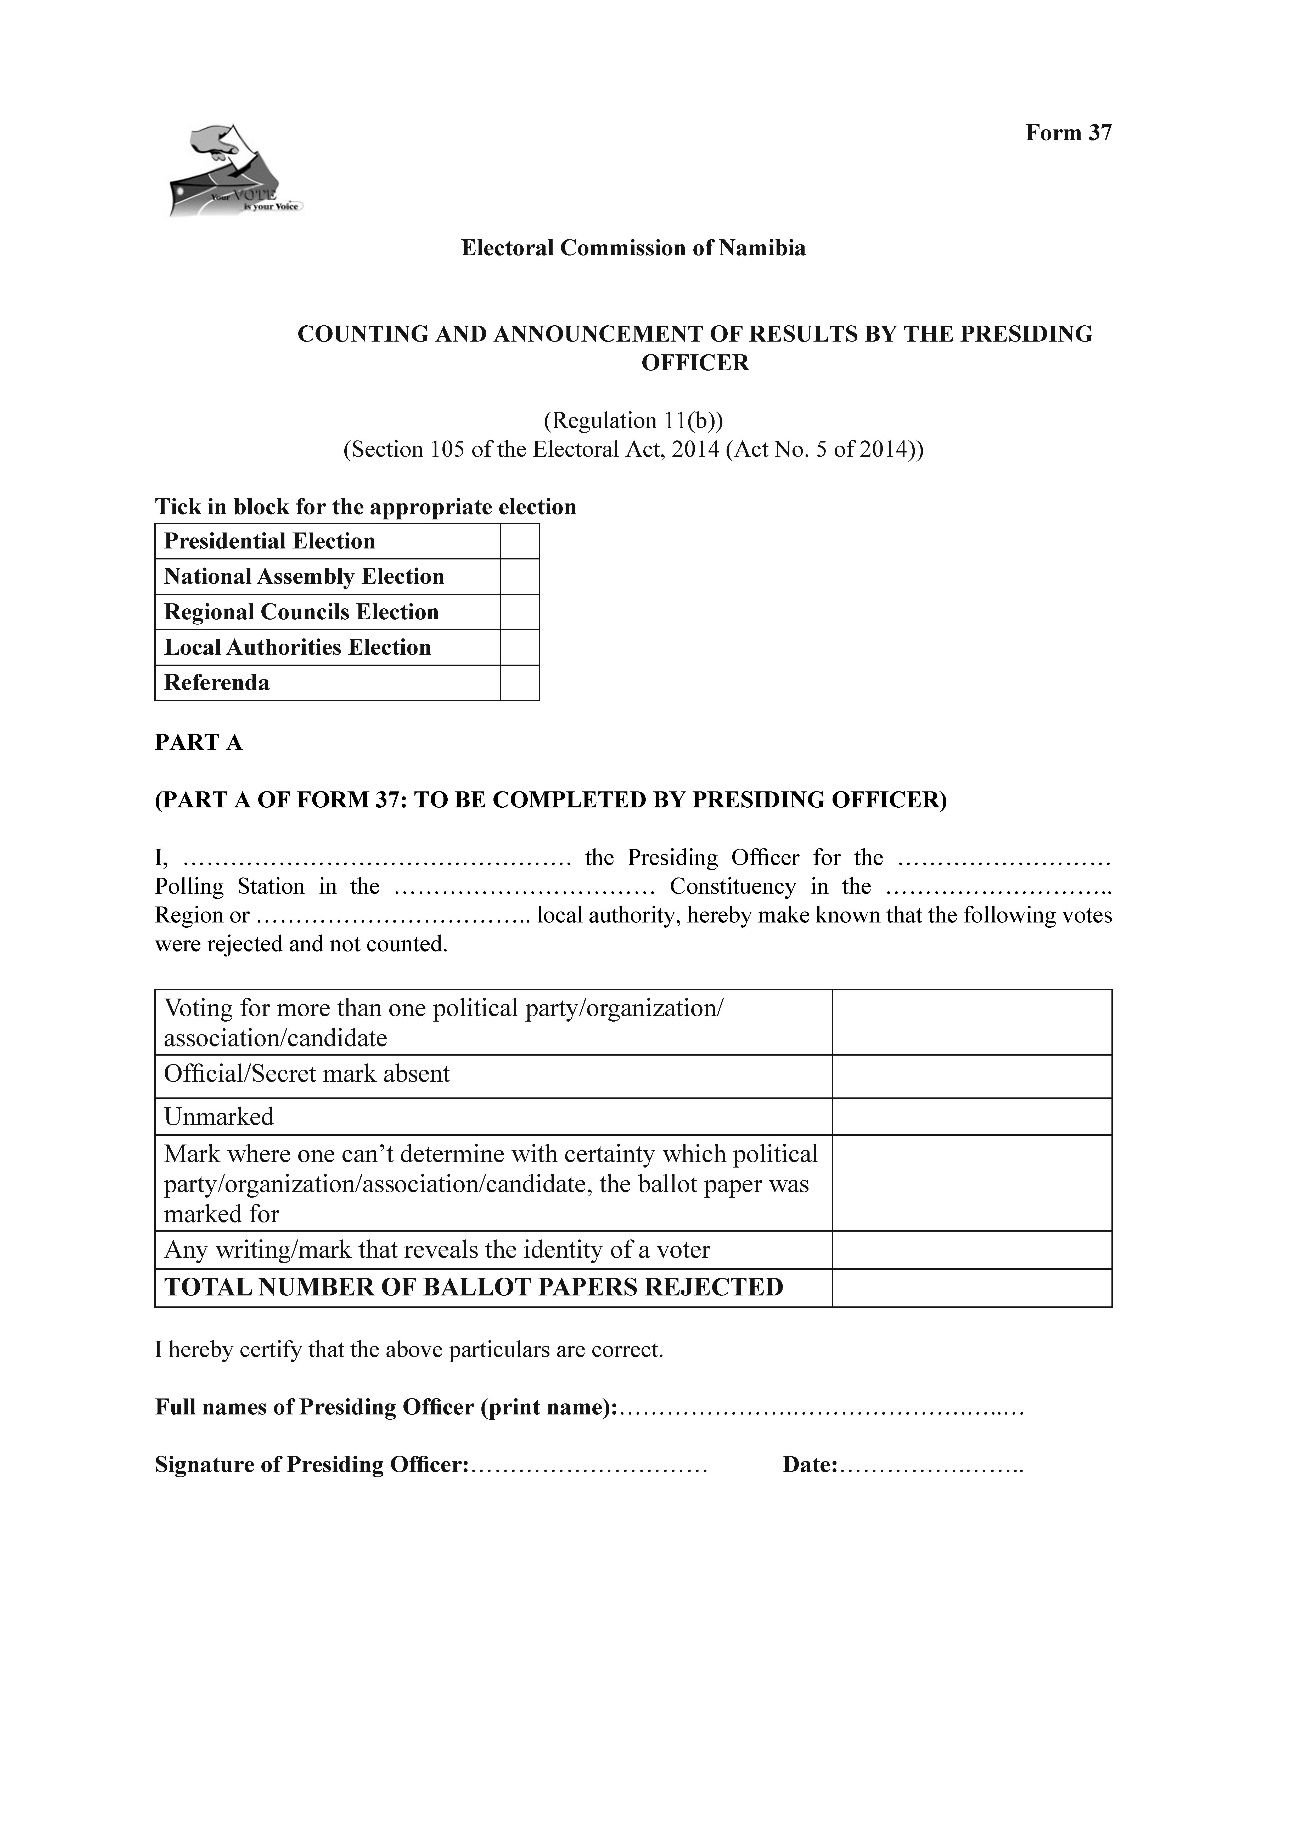 Form 37
Your VOTE
is your Voice
Electoral Commission of Namibia
COUNTING AND ANNOUNCEMENT OF RESULTS BY THE PRESIDING
OFFICER
(Regulation 11(b))
(Section 105 of the Electoral Act, 2014 (Act No. 5 of 2014))
Tick in block for the appropriate election
Presidential Election
National Assembly Election
Regional Councils Election
Local Authorities Election
Referenda
PART A
(PART A OF FORM 37: TO BE COMPLETED BY PRESIDING OFFICER)
I, ………………………………………… the Presiding Officer for the ………………………
Polling Station in the …………………………… Constituency in the ………………………..
Region or …………………………….. local authority, hereby make known that the following votes
were rejected and not counted.
Voting for more than one political party/organization/
association/candidate
Official/Secret mark absent
Unmarked
Mark where one can’t determine with certainty which political
party/organization/association/candidate, the ballot paper was
marked for
Any writing/mark that reveals the identity of a voter
TOTAL NUMBER OF BALLOT PAPERS REJECTED
I hereby certify that the above particulars are correct.
Full names of Presiding Officer (print name):………………….………………….…..…
Signature of Presiding Officer:………………………… Date:…………….……..